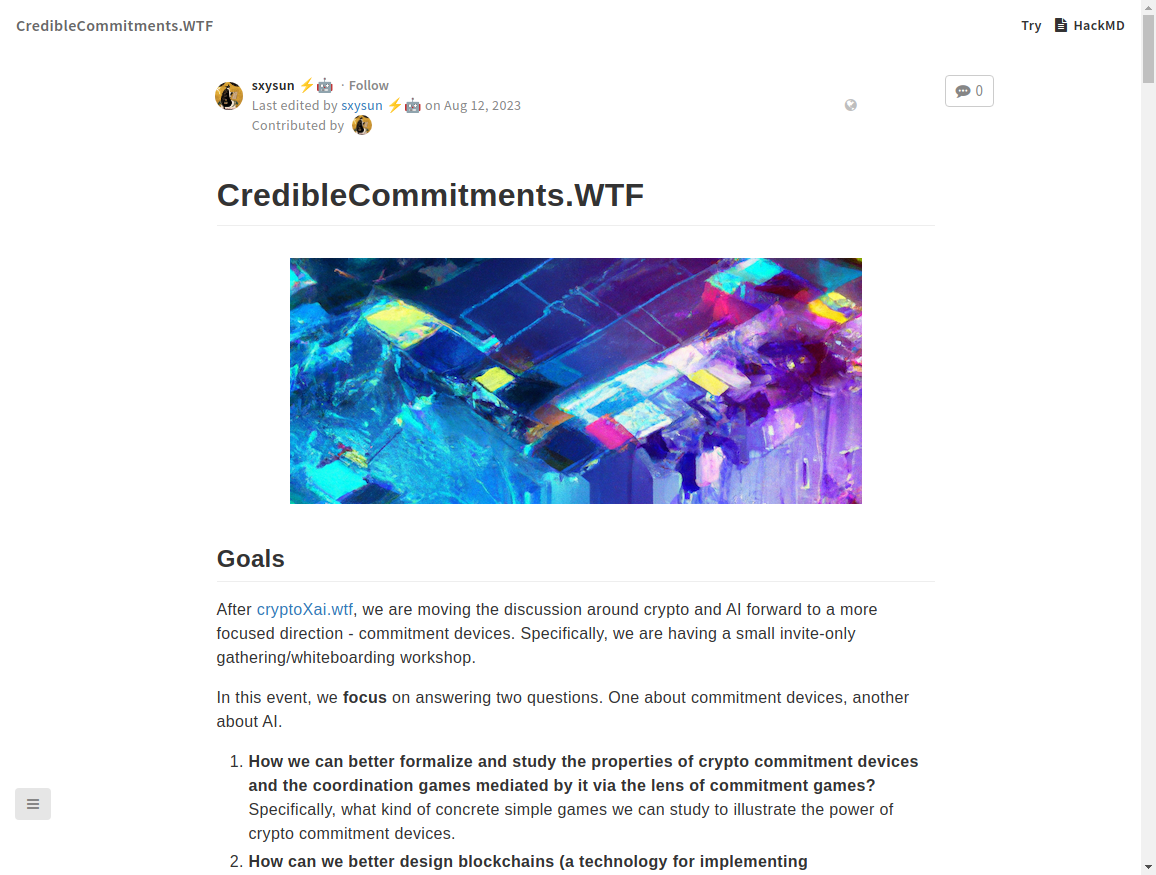 CredibleCommitments.WTF
Try HackMD
sxysun ⚡🤖 · Follow
Last edited by sxysun ⚡🤖 on Aug 12, 2023
Contributed by
0
CredibleCommitments.WTF
Goals
After cryptoXai.wtf, we are moving the discussion around crypto and AI forward to a more
focused direction - commitment devices. Specifically, we are having a small invite-only
gathering/whiteboarding workshop.
In this event, we focus on answering two questions. One about commitment devices, another
about AI.
1. How we can better formalize and study the properties of crypto commitment devices
and the coordination games mediated by it via the lens of commitment games?
Specifically, what kind of concrete simple games we can study to illustrate the power of
crypto commitment devices.
2. How can we better design blockchains (a technology for implementing